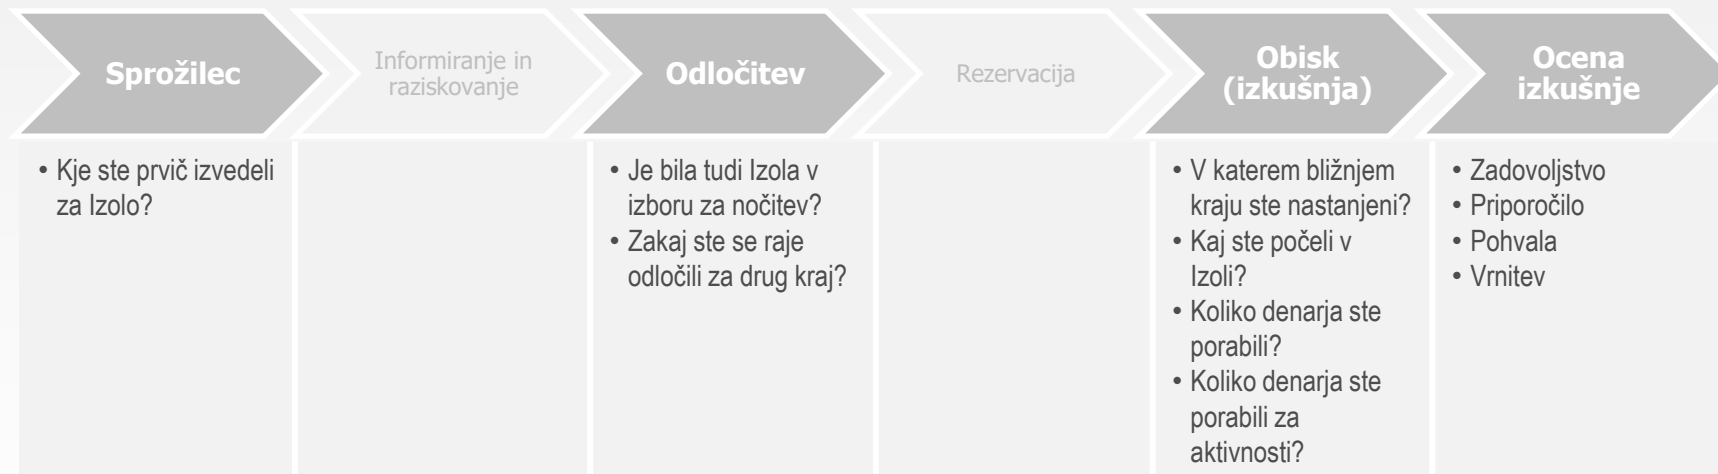 Sprožilec
Informiranje in
raziskovanje
Odločitev
Rezervacija
Obisk
(izkušnja)
Ocena
izkušnje
• Kje ste prvič izvedeli
za Izolo?
• Je bila tudi Izola v
izboru za nočitev?
• Zakaj ste se raje
odločili za drug kraj?
• V katerem bližnjem
kraju ste nastanjeni?
• Kaj ste počeli v
Izoli?
• Koliko denarja ste
porabili?
• Koliko denarja ste
porabili za
aktivnosti?
• Zadovoljstvo
• Priporočilo
• Pohvala
• Vrnitev